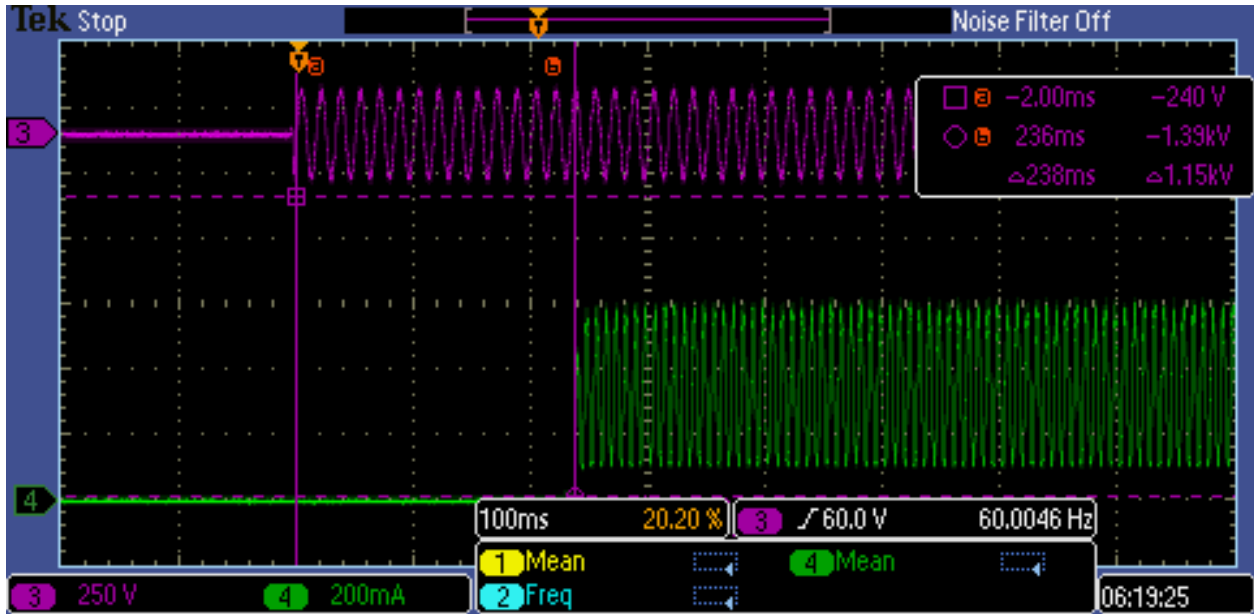 Tek Stop Noise Filter Off
T
T a b
a −2.00ms −240 V
3
b 236ms −1.39kV
△238ms △1.15kV
4
100ms 20.20 % 3 60.0 V 60.0046 Hz
1 Mean 4 Mean
3 250 V 4 200mA 2 Freq 06:19:25